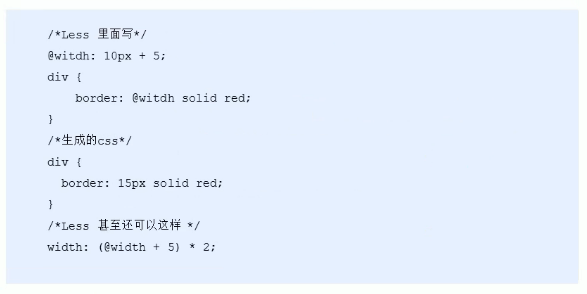 /*Less 里面写*/
@witdh: 10px + 5;
div {
    border: @witdh solid red;
}
/*生成的css*/
div {
  border: 15px solid red;
}
/*Less 甚至还可以这样 */
width: (@width + 5) * 2;